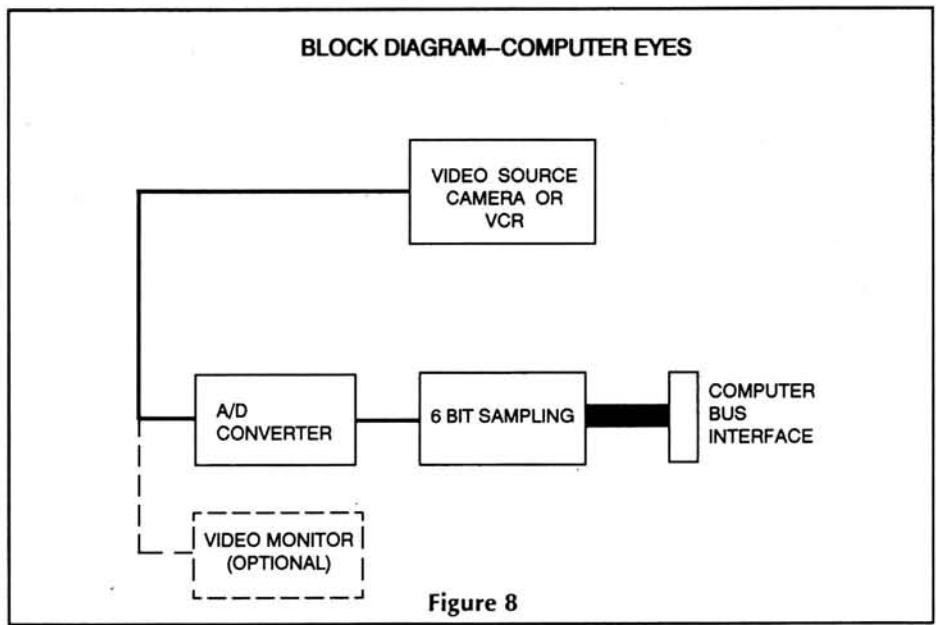 BLOCK DIAGRAM–COMPUTER EYES
VIDEO SOURCE
CAMERA OR
VCR
A/D
CONVERTER
6 BIT SAMPLING
COMPUTER
BUS
INTERFACE
VIDEO MONITOR
(OPTIONAL)
Figure 8